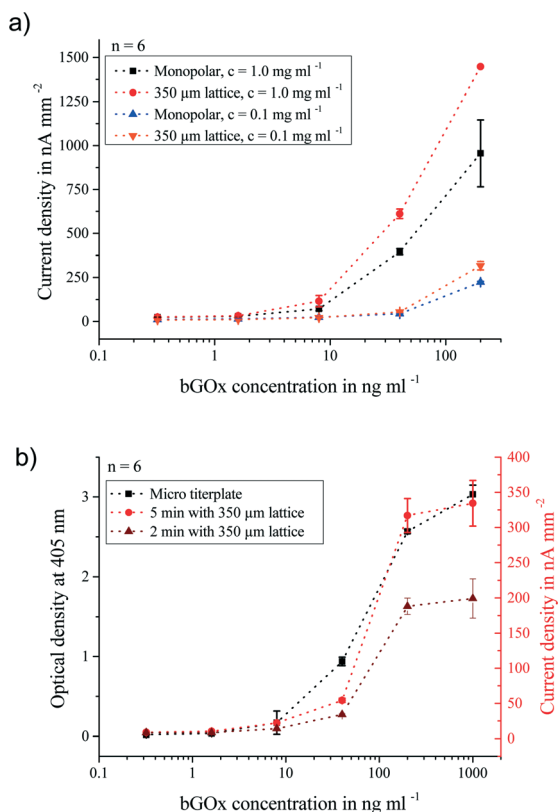 a)
n = 6
Monopolar, c = 1.0 mg ml⁻¹
350 µm lattice, c = 1.0 mg ml⁻¹
Monopolar, c = 0.1 mg ml⁻¹
350 µm lattice, c = 0.1 mg ml⁻¹
Current density in nA mm⁻²
1500
1250
1000
750
500
250
0
0.1 1 10 100
bGOx concentration in ng ml⁻¹
b)
n = 6
Micro titerplate
5 min with 350 µm lattice
2 min with 350 µm lattice
Optical density at 405 nm
3
2
1
0
400
350
300
250
200
150
100
50
0
Current density in nA mm⁻²
0.1 1 10 100 1000
bGOx concentration in ng ml⁻¹